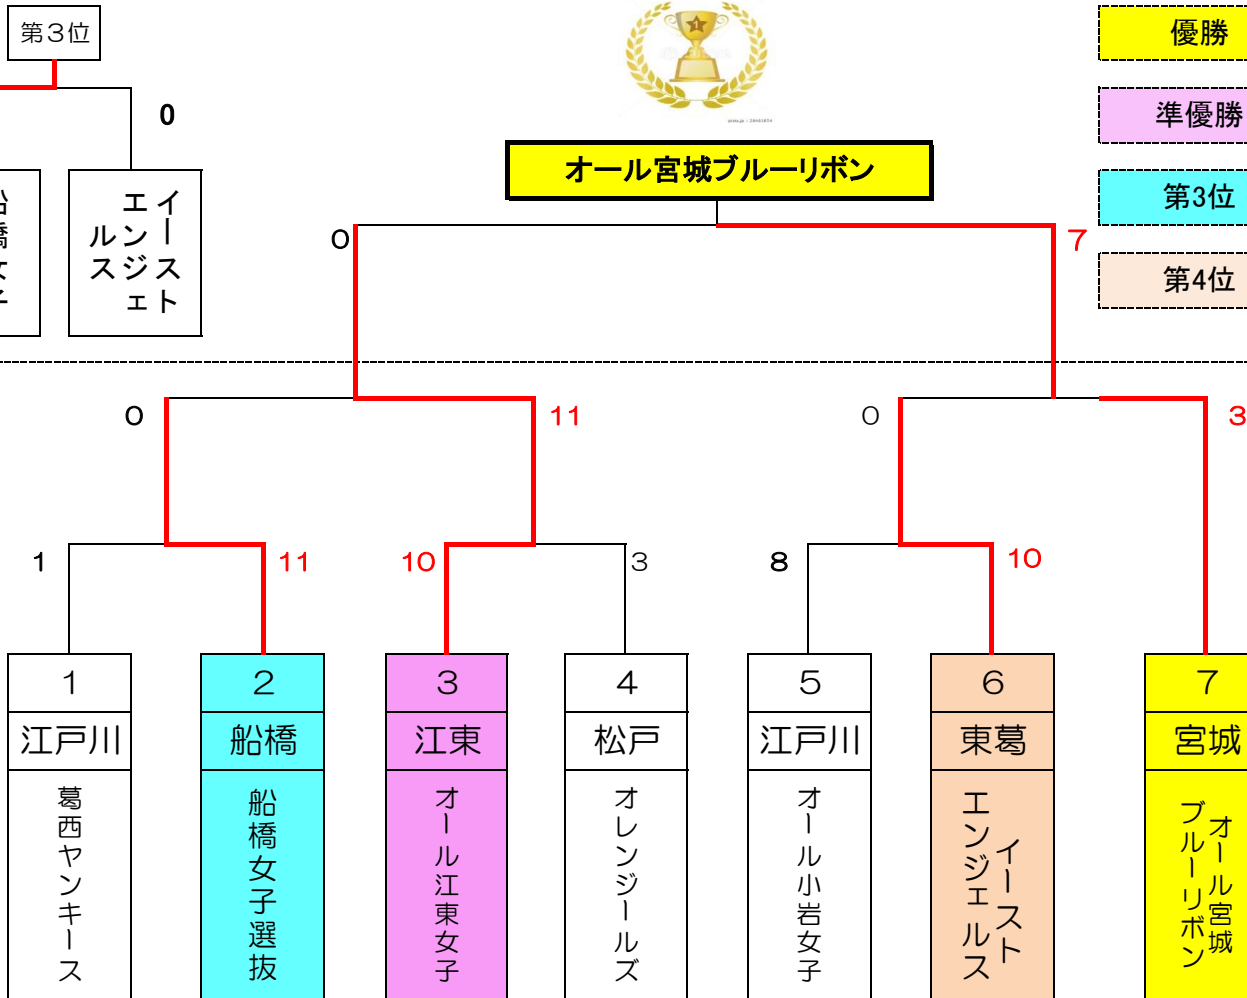 第3位
優勝
0
準優勝
オール宮城ブルーリボン
船橋女子
イースト
エンジェ
ルス
第3位
0
7
第4位
0
11
0
3
1
11
10
3
8
10
1
2
3
4
5
6
7
江戸川
船橋
江東
松戸
江戸川
東葛
宮城
葛西ヤンキース
船橋女子選抜
オール江東女子
オレンジールズ
オール小岩女子
イースト
エンジェルス
オール宮城
ブルーリボン